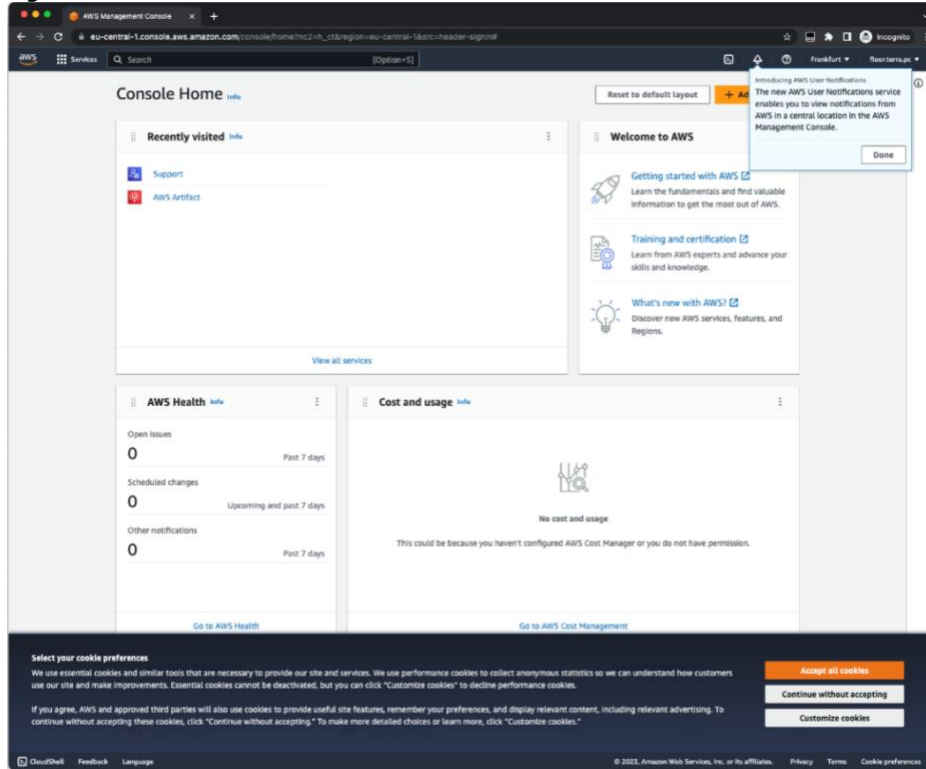 AWS Management Console
eu-central-1.console.aws.amazon.com/console/home?nc2=h_ct&region=eu-central-1&src=header-signin#
Incognito
aws
Services
Search
[Option+S]
Frankfurt
floor.terra.pc
Introducing AWS User Notifications
The new AWS User Notifications service
enables you to view notifications from
AWS in a central location in the AWS
Management Console.
Done
Console Home Info
Reset to default layout
+ Ad
Recently visited Info
Support
AWS Artifact
View all services
Welcome to AWS
Getting started with AWS
Learn the fundamentals and find valuable
information to get the most out of AWS.
Training and certification
Learn from AWS experts and advance your
skills and knowledge.
What's new with AWS?
Discover new AWS services, features, and
Regions.
AWS Health Info
Open issues
0
Past 7 days
Scheduled changes
0
Upcoming and past 7 days
Other notifications
0
Past 7 days
Go to AWS Health
Cost and usage Info
No cost and usage
This could be because you haven't configured AWS Cost Manager or you do not have permission.
Go to AWS Cost Management
Select your cookie preferences
We use essential cookies and similar tools that are necessary to provide our site and services. We use performance cookies to collect anonymous statistics so we can understand how customers
use our site and make improvements. Essential cookies cannot be deactivated, but you can click "Customize cookies" to decline performance cookies.
If you agree, AWS and approved third parties will also use cookies to provide useful site features, remember your preferences, and display relevant content, including relevant advertising. To
continue without accepting these cookies, click "Continue without accepting." To make more detailed choices or learn more, click "Customize cookies."
Accept all cookies
Continue without accepting
Customize cookies
CloudShell
Feedback
Language
© 2023, Amazon Web Services, Inc. or its affiliates.
Privacy
Terms
Cookie preferences